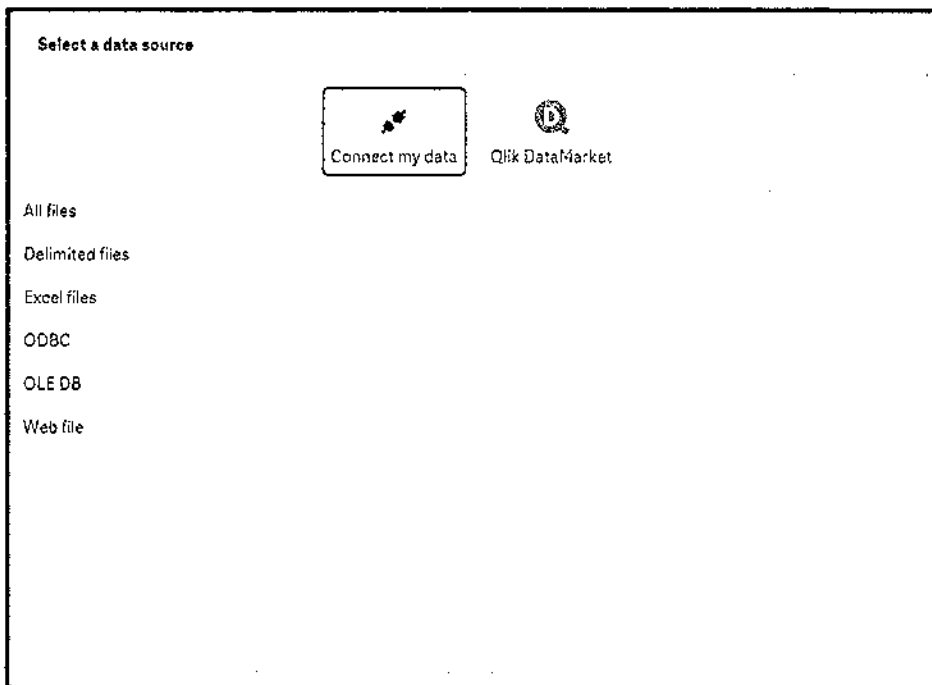 Select a data source
Connect my data
Qlik DataMarket
All files
Delimited files
Excel files
ODBC
OLE DB
Web file